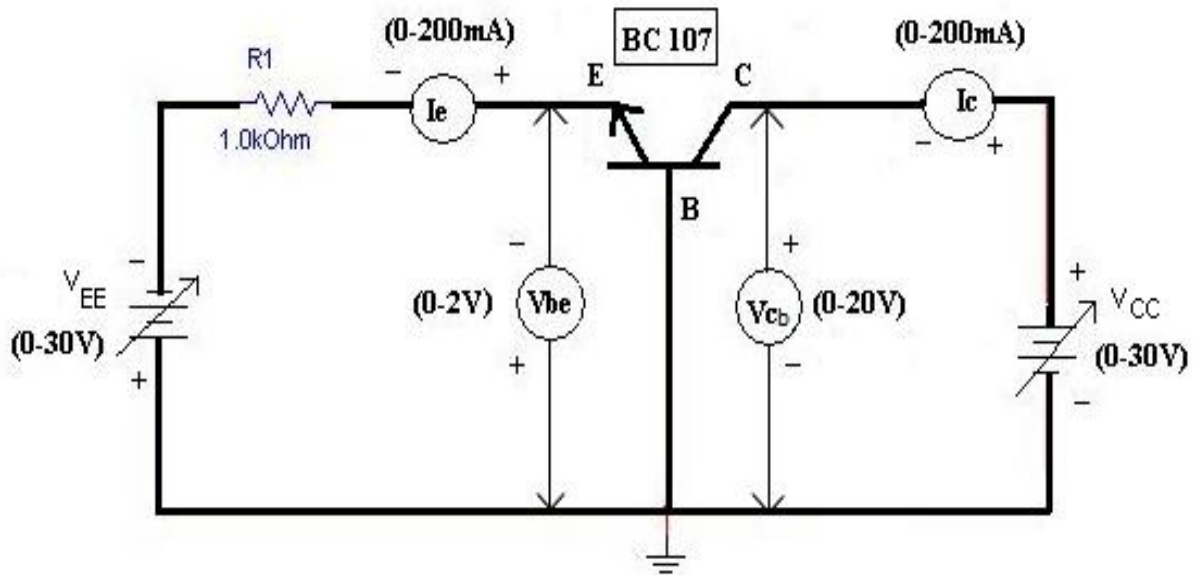 (0-200mA)
BC 107
(0-200mA)
R1
− +
E
C
Ie
Ic
1.0kOhm
− +
B
−
−
+
+
V EE
(0-2V)
Vbe
Vcb
(0-20V)
V CC
(0-30V)
(0-30V)
+
+
−
−